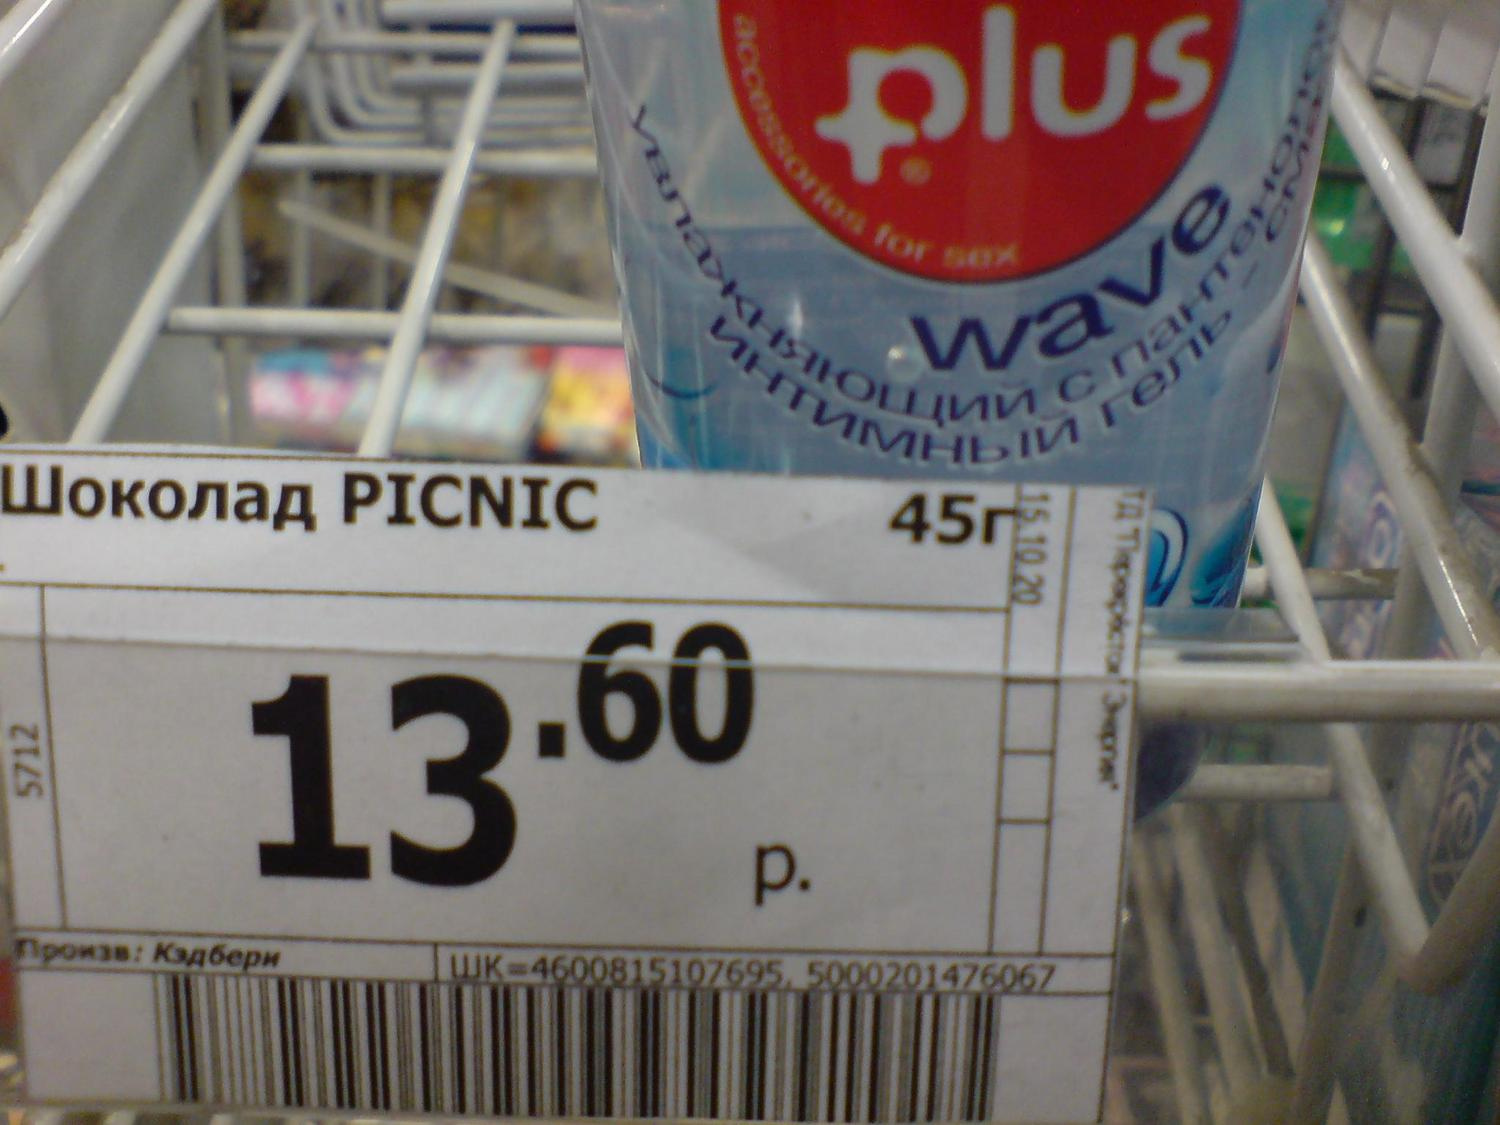 plus
®
accessories for sex
wave
увлажняющий с пантенолом
интимный гель-смазка
Шоколад PICNIC
45г
15.10.20
13.60
р.
5712
Произв: Кэдбери
ШК=4600815107695, 5000201476067